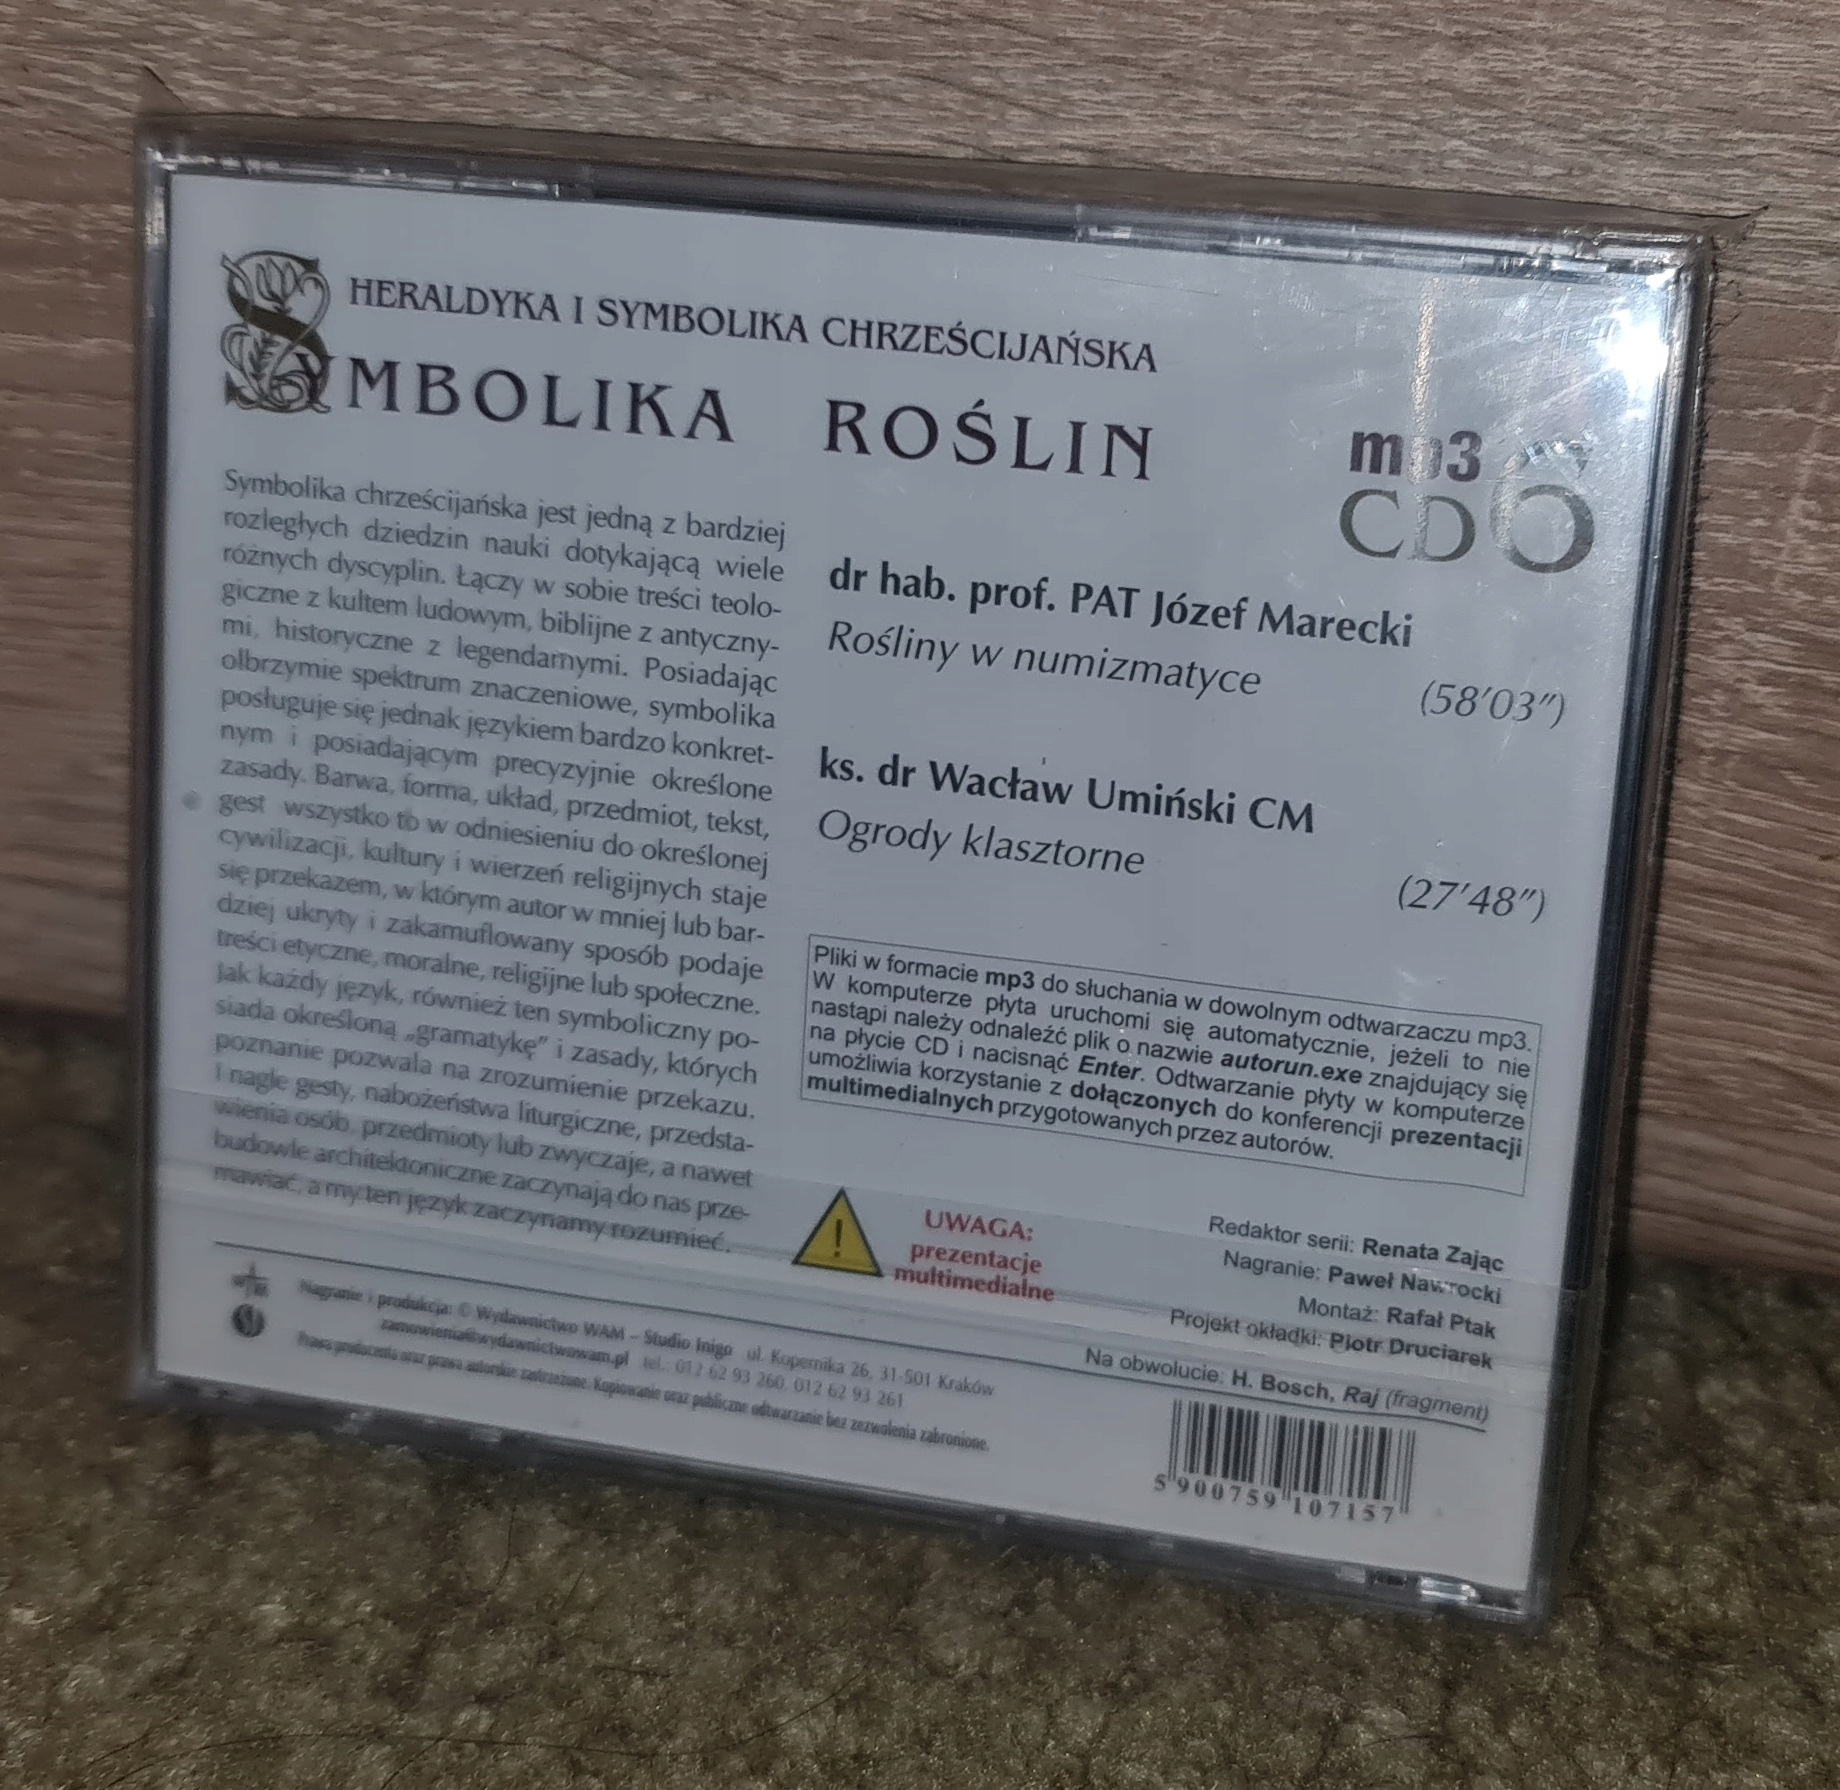 HERALDYKA I SYMBOLIKA CHRZEŚCIJAŃSKA
SYMBOLIKA ROŚLIN
mp3
CD 6
Symbolika chrześcijańska jest jedną z bardziej
rozległych dziedzin nauki dotykającą wiele
różnych dyscyplin. Łączy w sobie treści teolo-
giczne z kultem ludowym, biblijne z antyczny-
mi, historyczne z legendarnymi. Posiadając
olbrzymie spektrum znaczeniowe, symbolika
posługuje się jednak językiem bardzo konkret-
nym i posiadającym precyzyjnie określone
zasady. Barwa, forma, układ, przedmiot, tekst,
gest wszystko to w odniesieniu do określonej
cywilizacji, kultury i wierzeń religijnych staje
się przekazem, w którym autor w mniej lub bar-
dziej ukryty i zakamuflowany sposób podaje
treści etyczne, moralne, religijne lub społeczne.
Jak każdy język, również ten symboliczny po-
siada określoną „gramatykę" i zasady, których
poznanie pozwala na zrozumienie przekazu.
I nagle gesty, nabożeństwa liturgiczne, przedsta-
wienia osób, przedmioty lub zwyczaje, a nawet
budowle architektoniczne zaczynają do nas prze-
mawiać, a my ten język zaczynamy rozumieć.
dr hab. prof. PAT Józef Marecki
Rośliny w numizmatyce (58'03")
ks. dr Wacław Umiński CM
Ogrody klasztorne (27'48")
Pliki w formacie mp3 do słuchania w dowolnym odtwarzaczu mp3.
W komputerze płyta uruchomi się automatycznie, jeżeli to nie
nastąpi należy odnaleźć plik o nazwie autorun.exe znajdujący się
na płycie CD i nacisnąć Enter. Odtwarzanie płyty w komputerze
umożliwia korzystanie z dołączonych do konferencji prezentacji
multimedialnych przygotowanych przez autorów.
UWAGA:
prezentacje
multimedialne
Redaktor serii: Renata Zając
Nagranie: Paweł Nawrocki
Montaż: Rafał Ptak
Projekt okładki: Piotr Druciarek
Na obwolucie: H. Bosch, Raj (fragment)
WAM
Nagranie i produkcja: © Wydawnictwo WAM – Studio Inigo ul. Kopernika 26, 31-501 Kraków
zamowienia@wydawnictwowam.pl tel.: 012 62 93 260, 012 62 93 261
Prawa producenta oraz prawa autorskie zastrzeżone. Kopiowanie oraz publiczne odtwarzanie bez zezwolenia zabronione.
5 900759 107157